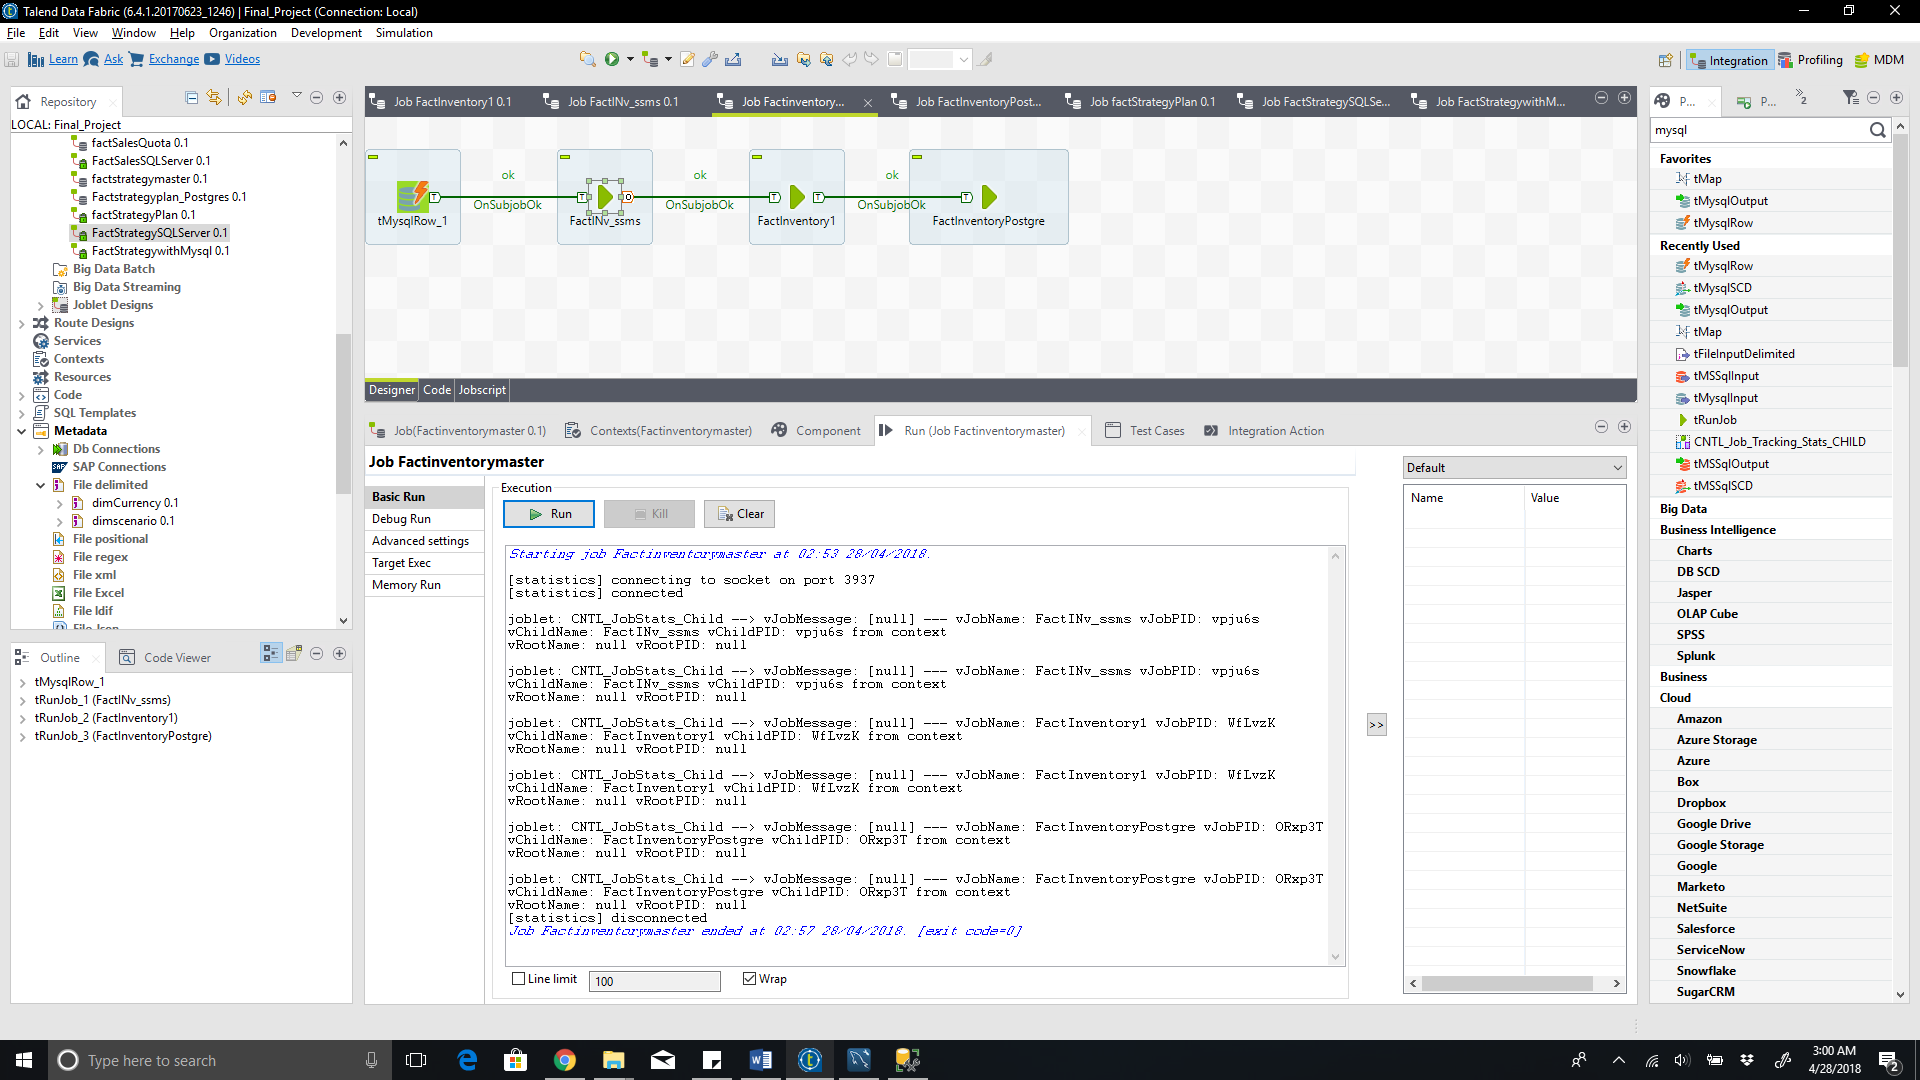 Talend Data Fabric (6.4.1.20170623_1246) | Final_Project (Connection: Local)
File Edit View Window Help Organization Development Simulation
Learn Ask Exchange Videos
Integration Profiling MDM
Repository
LOCAL: Final_Project
factSalesQuota 0.1
FactSalesSQLServer 0.1
factstrategymaster 0.1
Factstrategyplan_Postgres 0.1
factStrategyPlan 0.1
FactStrategySQLServer 0.1
FactStrategywithMysql 0.1
Big Data Batch
Big Data Streaming
Joblet Designs
Route Designs
Services
Contexts
Resources
Code
SQL Templates
Metadata
Db Connections
SAP Connections
File delimited
dimCurrency 0.1
dimscenario 0.1
File positional
File regex
File xml
File Excel
File ldif
File Json
Outline Code Viewer
tMysqlRow_1
tRunJob_1 (FactINv_ssms)
tRunJob_2 (FactInventory1)
tRunJob_3 (FactInventoryPostgre)
Job FactInventory1 0.1 Job FactINv_ssms 0.1 Job Factinventory... Job FactInventoryPost... Job factStrategyPlan 0.1 Job FactStrategySQLSe... Job FactStrategywithM...
ok ok ok
OnSubjobOk OnSubjobOk OnSubjobOk
tMysqlRow_1 FactINv_ssms FactInventory1 FactInventoryPostgre
Designer Code Jobscript
Job(Factinventorymaster 0.1) Contexts(Factinventorymaster) Component Run (Job Factinventorymaster) Test Cases Integration Action
Job Factinventorymaster
Basic Run
Debug Run
Advanced settings
Target Exec
Memory Run
Execution
Run Kill Clear
Starting job Factinventorymaster at 02:53 28/04/2018.
[statistics] connecting to socket on port 3937
[statistics] connected
joblet: CNTL_JobStats_Child --> vJobMessage: [null] --- vJobName: FactINv_ssms vJobPID: vpju6s
vChildName: FactINv_ssms vChildPID: vpju6s from context
vRootName: null vRootPID: null
joblet: CNTL_JobStats_Child --> vJobMessage: [null] --- vJobName: FactINv_ssms vJobPID: vpju6s
vChildName: FactINv_ssms vChildPID: vpju6s from context
vRootName: null vRootPID: null
joblet: CNTL_JobStats_Child --> vJobMessage: [null] --- vJobName: FactInventory1 vJobPID: WfLvzK
vChildName: FactInventory1 vChildPID: WfLvzK from context
vRootName: null vRootPID: null
joblet: CNTL_JobStats_Child --> vJobMessage: [null] --- vJobName: FactInventory1 vJobPID: WfLvzK
vChildName: FactInventory1 vChildPID: WfLvzK from context
vRootName: null vRootPID: null
joblet: CNTL_JobStats_Child --> vJobMessage: [null] --- vJobName: FactInventoryPostgre vJobPID: ORxp3T
vChildName: FactInventoryPostgre vChildPID: ORxp3T from context
vRootName: null vRootPID: null
joblet: CNTL_JobStats_Child --> vJobMessage: [null] --- vJobName: FactInventoryPostgre vJobPID: ORxp3T
vChildName: FactInventoryPostgre vChildPID: ORxp3T from context
vRootName: null vRootPID: null
[statistics] disconnected
Job Factinventorymaster ended at 02:57 28/04/2018. [exit code=0]
Line limit 100 Wrap
>>
Default
Name Value
P... P... 2
mysql
Favorites
tMap
tMysqlOutput
tMysqlRow
Recently Used
tMysqlRow
tMysqlSCD
tMysqlOutput
tMap
tFileInputDelimited
tMSSqlInput
tMysqlInput
tRunJob
CNTL_Job_Tracking_Stats_CHILD
tMSSqlOutput
tMSSqlSCD
Big Data
Business Intelligence
Charts
DB SCD
Jasper
OLAP Cube
SPSS
Splunk
Business
Cloud
Amazon
Azure Storage
Azure
Box
Dropbox
Google Drive
Google Storage
Google
Marketo
NetSuite
Salesforce
ServiceNow
Snowflake
SugarCRM
Type here to search
3:00 AM
4/28/2018
2